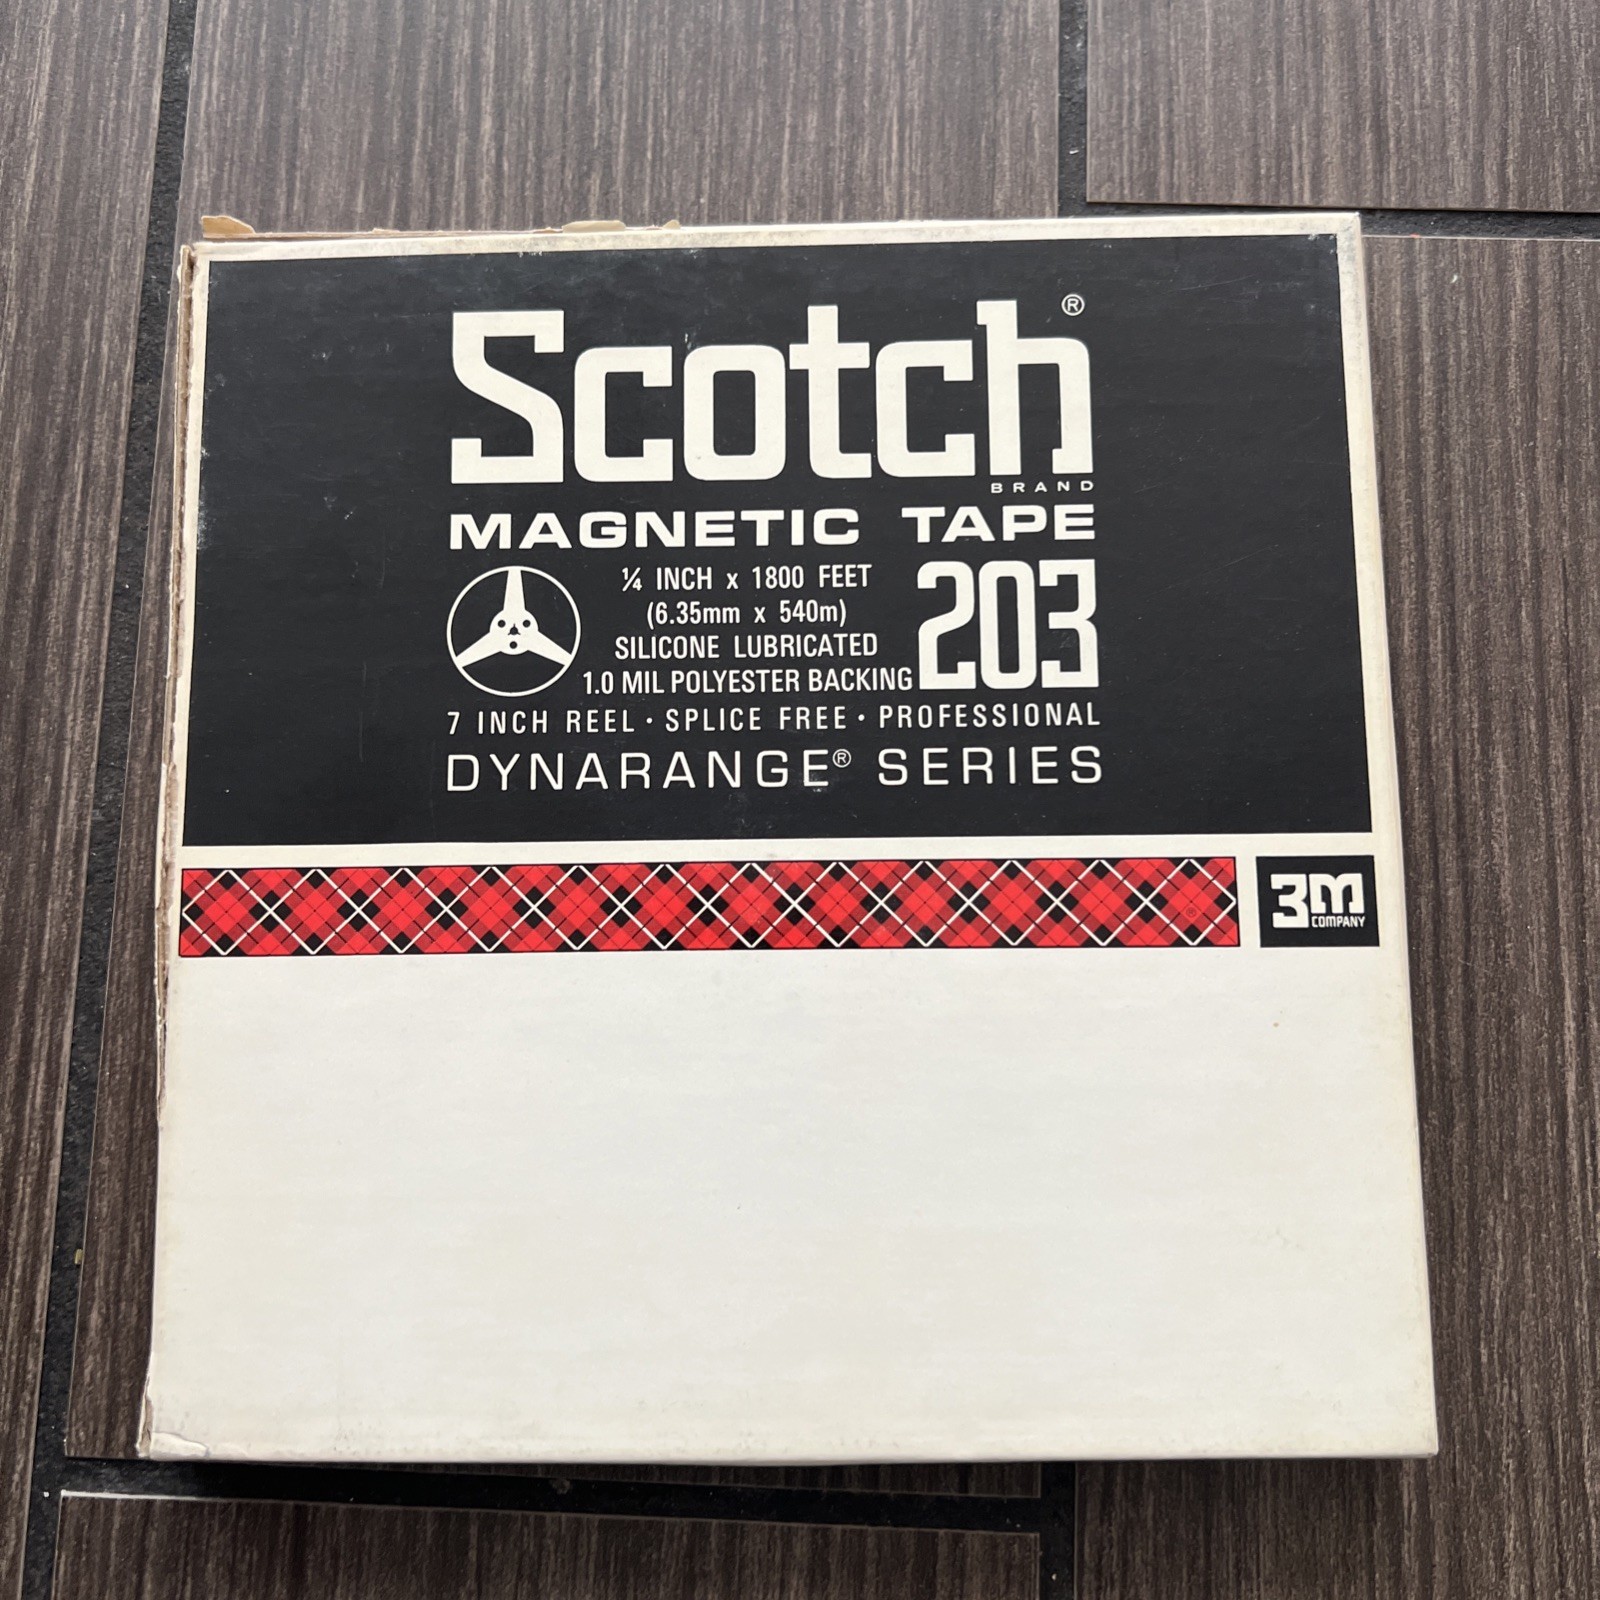 Scotch®
BRAND
MAGNETIC TAPE
¼ INCH x 1800 FEET
(6.35mm x 540m)
SILICONE LUBRICATED
1.0 MIL POLYESTER BACKING
203
7 INCH REEL · SPLICE FREE · PROFESSIONAL
DYNARANGE® SERIES
3M
COMPANY